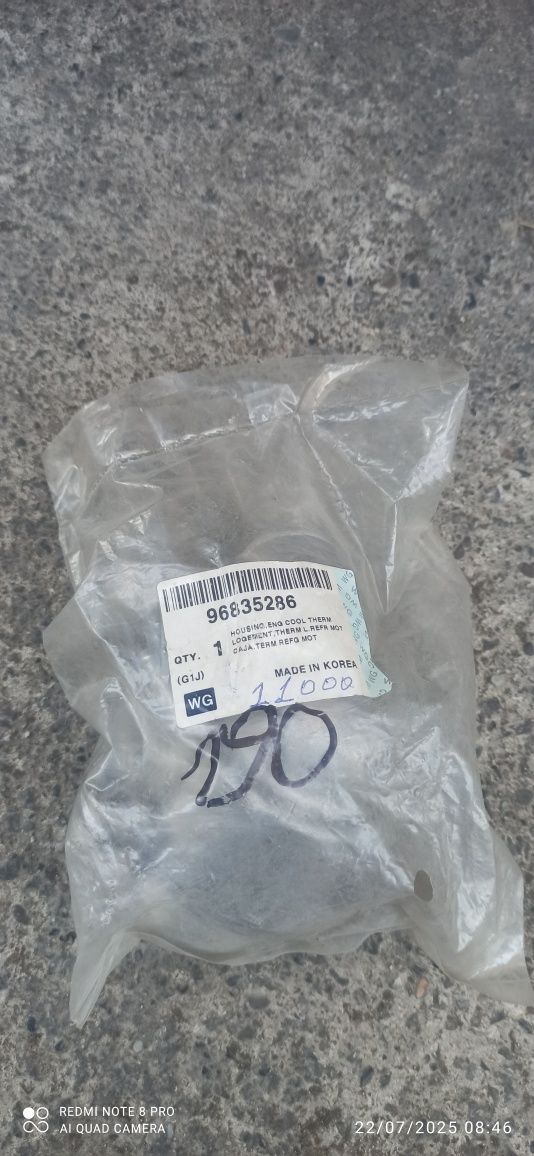 96835286
HOUSING,ENG COOL THERM
LOGEMENT,THERM L.REFR MOT
CAJA,TERM REFG MOT
QTY. 1
(G1J)
MADE IN KOREA
WG
11000
190
REDMI NOTE 8 PRO
AI QUAD CAMERA
22/07/2025 08:46